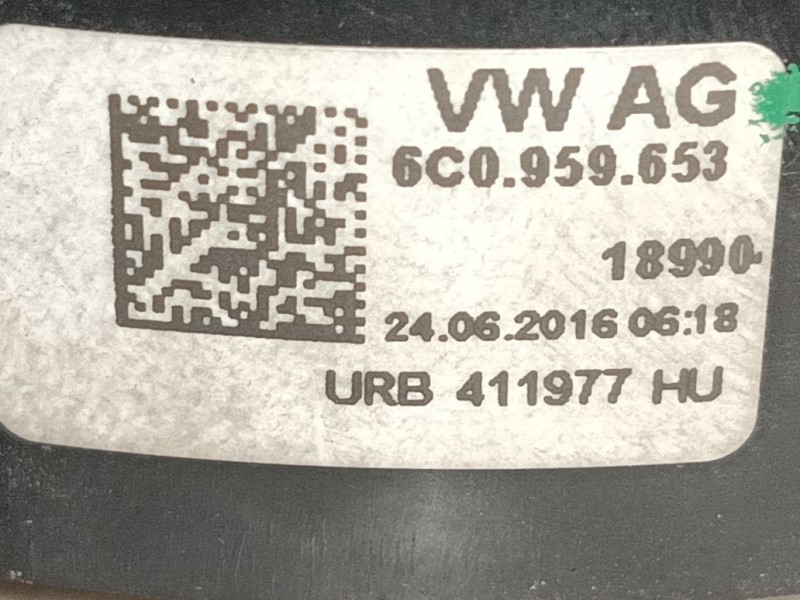 VW AG
6C0.959.653
18990-
24.06.2016 06:18
URB 411977 HU